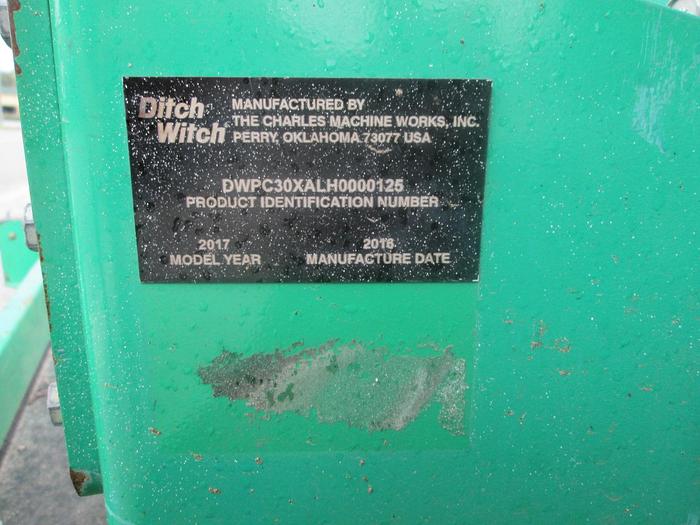 Ditch Witch
MANUFACTURED BY
THE CHARLES MACHINE WORKS, INC.
PERRY, OKLAHOMA 73077 USA
DWPC30XALH0000125
PRODUCT IDENTIFICATION NUMBER
2017 2016
MODEL YEAR MANUFACTURE DATE